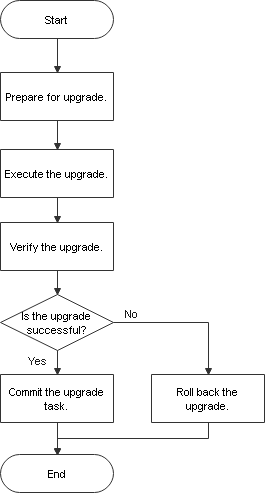 Start
Prepare for upgrade.
Execute the upgrade.
Verify the upgrade.
Is the upgrade
successful?
No
Yes
Commit the upgrade
task.
Roll back the
upgrade.
End